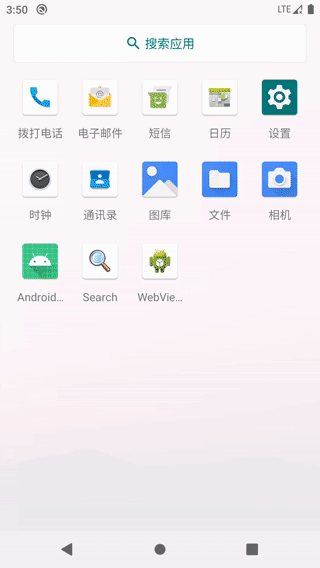 3:50 LTE
搜索应用
拨打电话 电子邮件 短信 日历 设置
时钟 通讯录 图库 文件 相机
Android… Search WebVie…